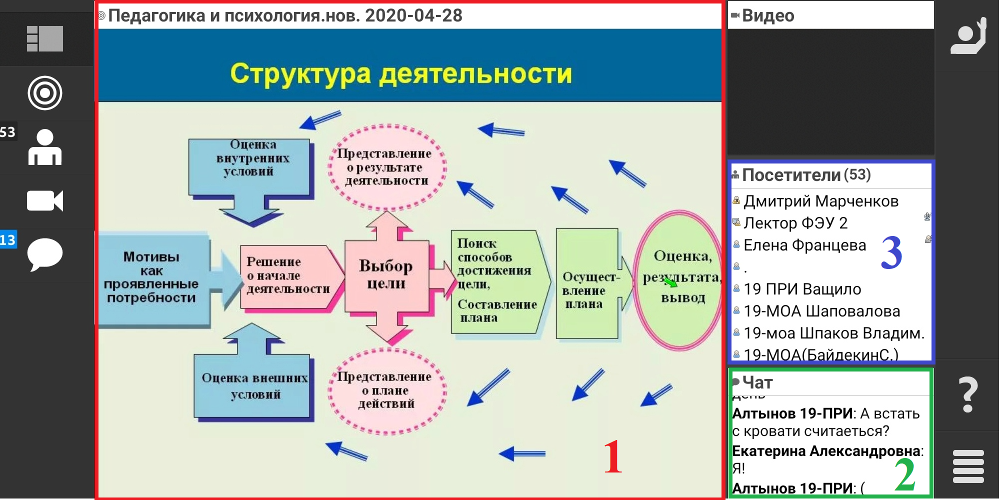 Педагогика и психология.нов. 2020-04-28
Структура деятельности
Оценка
внутренних
условий
Представление
о результате
деятельности
Мотивы
как
проявленные
потребности
Решение
о начале
деятельности
Выбор
цели
Поиск
способов
достижения
цели,
Составление
плана
Осущест-
вление
плана
Оценка,
результата,
вывод
Оценка внешних
условий
Представление
о плане
действий
1
53
13
Видео
Посетители (53)
Дмитрий Марченков
Лектор ФЭУ 2
Елена Францева
.
19 ПРИ Ващило
19-МОА Шаповалова
19-моа Шпаков Владим.
19-МОА(БайдекинС.)
3
Чат
день
Алтынов 19-ПРИ: А встать
с кровати считаеться?
Екатерина Александровна:
Я!
Алтынов 19-ПРИ: (
2
?